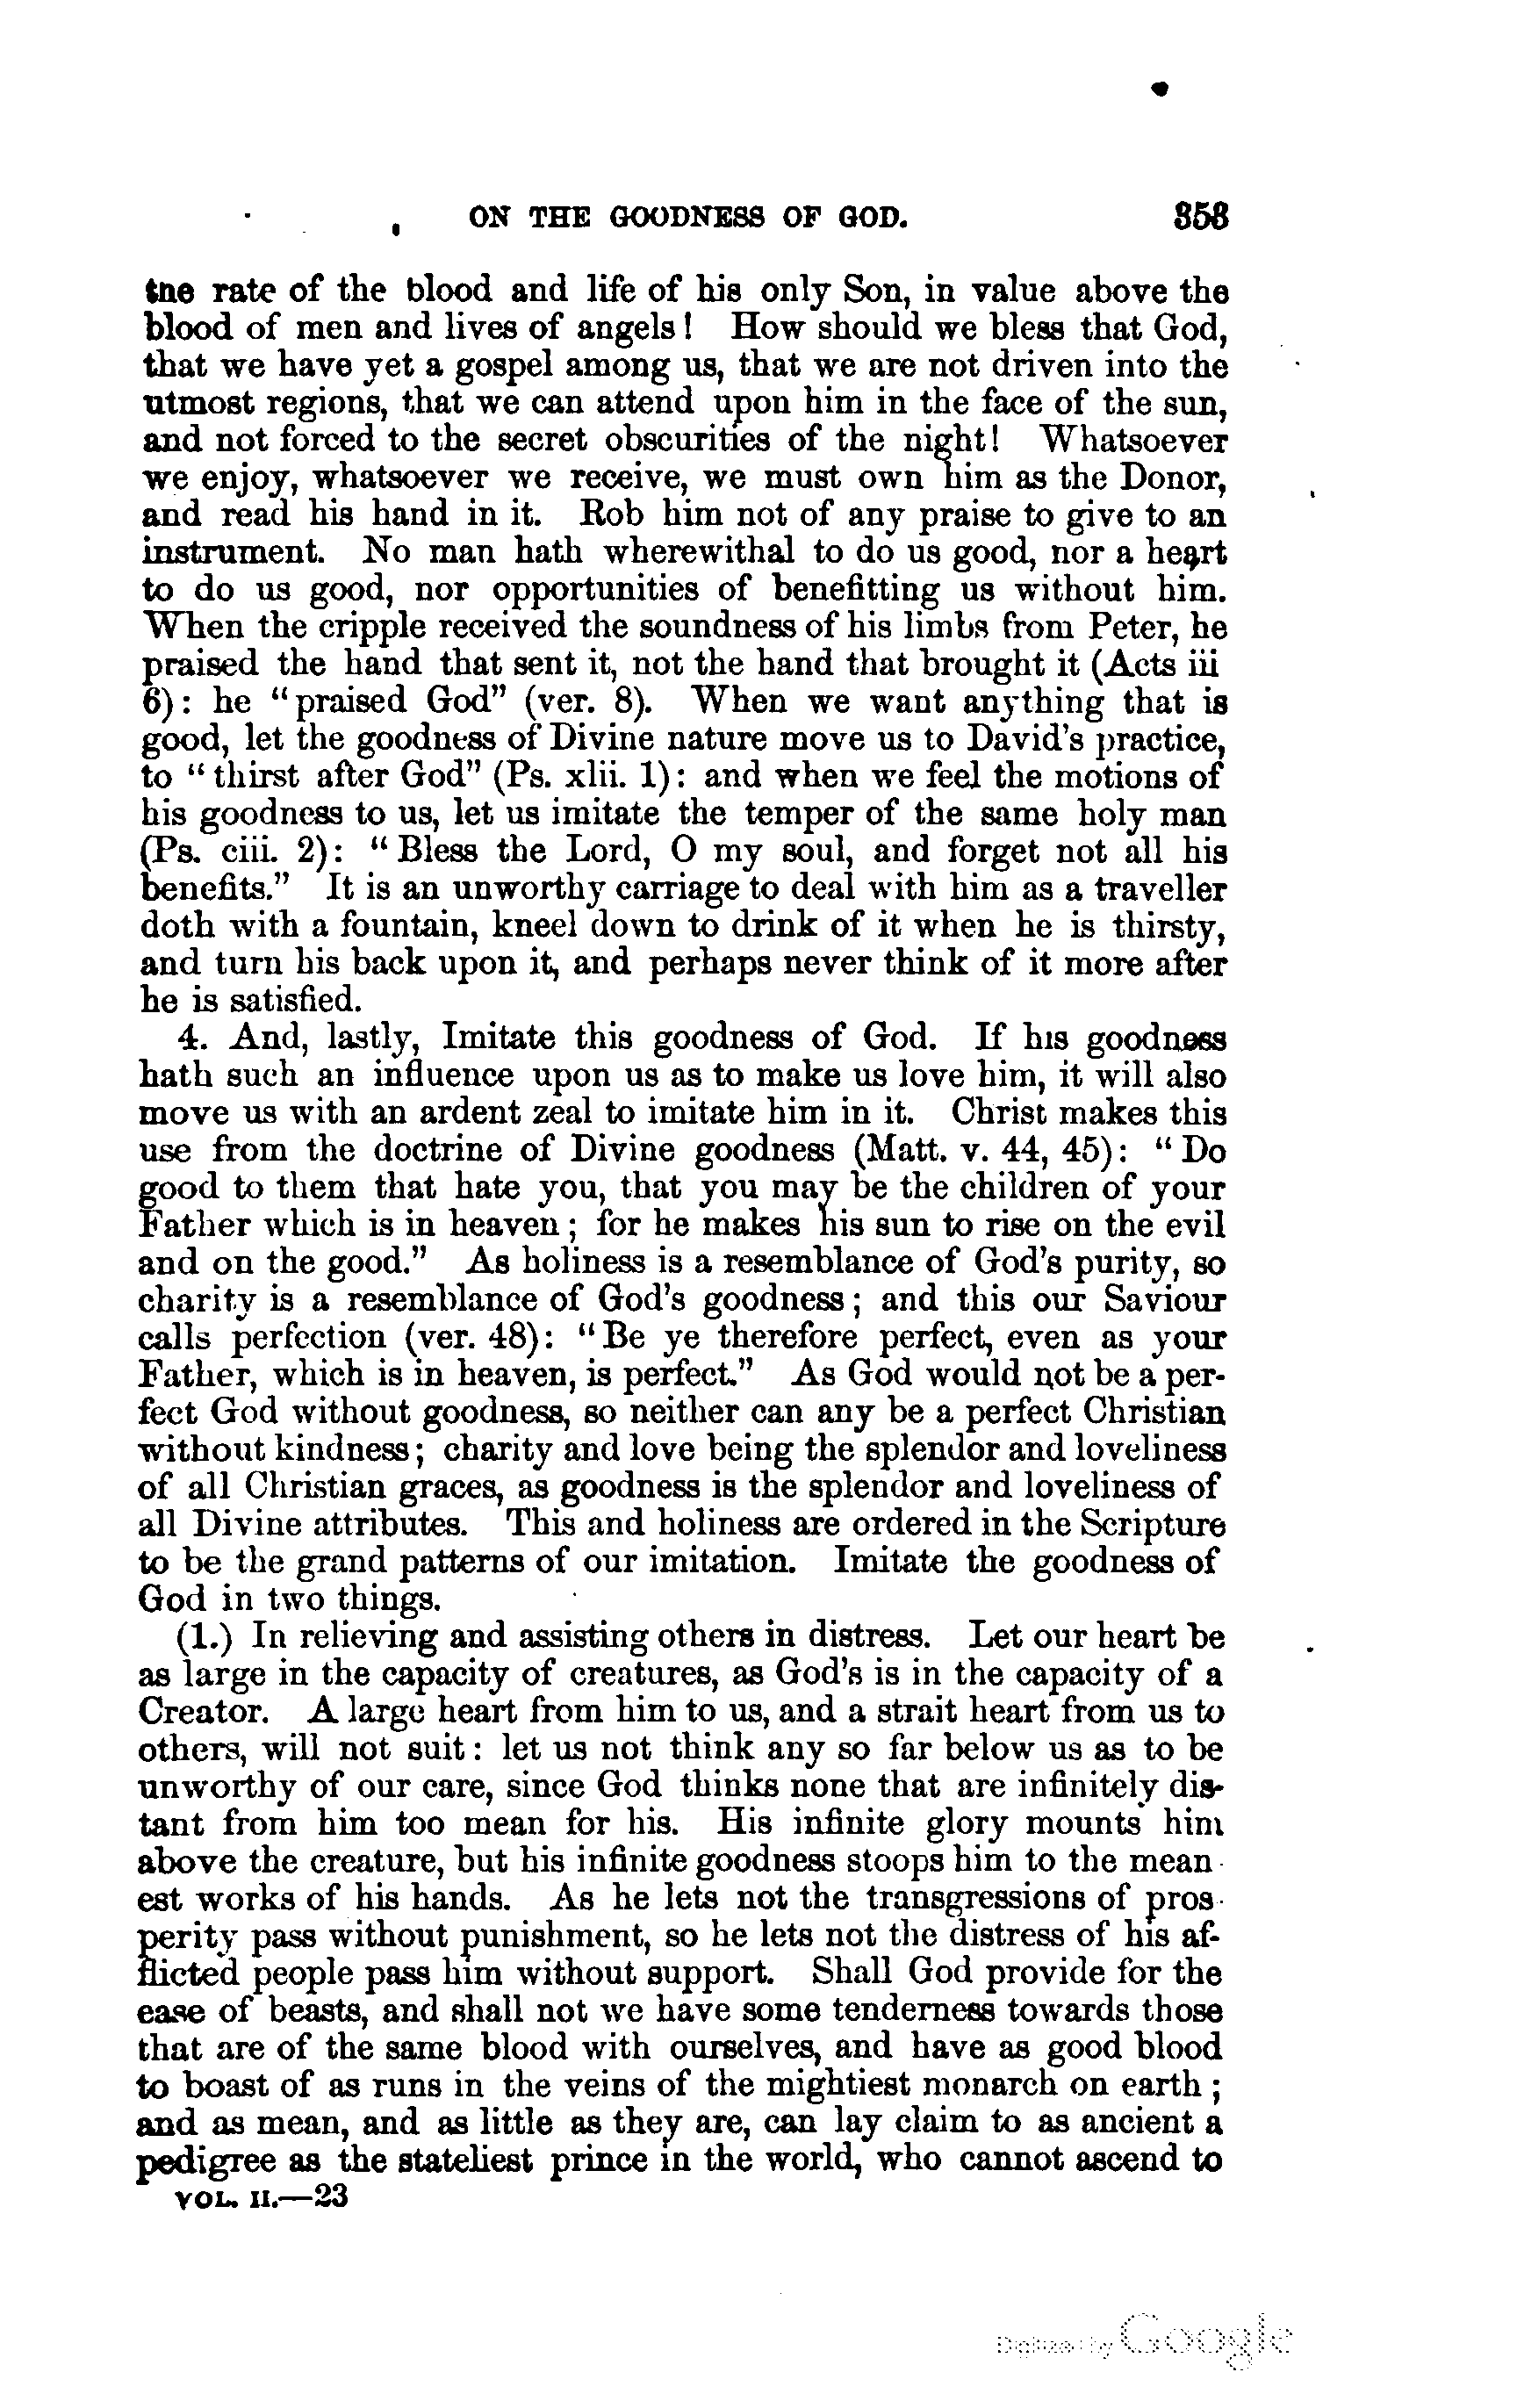 ON THE GOODNESS OF GOD. 353
the rate of the blood and life of his only Son, in value above the
blood of men and lives of angels! How should we bless that God,
that we have yet a gospel among us, that we are not driven into the
utmost regions, that we can attend upon him in the face of the sun,
and not forced to the secret obscurities of the night! Whatsoever
we enjoy, whatsoever we receive, we must own him as the Donor,
and read his hand in it. Rob him not of any praise to give to an
instrument. No man hath wherewithal to do us good, nor a heart
to do us good, nor opportunities of benefitting us without him.
When the cripple received the soundness of his limbs from Peter, he
praised the hand that sent it, not the hand that brought it (Acts iii
6): he "praised God" (ver. 8). When we want anything that is
good, let the goodness of Divine nature move us to David's practice,
to "thirst after God" (Ps. xlii. 1): and when we feel the motions of
his goodness to us, let us imitate the temper of the same holy man
(Ps. ciii. 2): "Bless the Lord, O my soul, and forget not all his
benefits." It is an unworthy carriage to deal with him as a traveller
doth with a fountain, kneel down to drink of it when he is thirsty,
and turn his back upon it, and perhaps never think of it more after
he is satisfied.
4. And, lastly, Imitate this goodness of God. If his goodness
hath such an influence upon us as to make us love him, it will also
move us with an ardent zeal to imitate him in it. Christ makes this
use from the doctrine of Divine goodness (Matt. v. 44, 45): "Do
good to them that hate you, that you may be the children of your
Father which is in heaven; for he makes his sun to rise on the evil
and on the good." As holiness is a resemblance of God's purity, so
charity is a resemblance of God's goodness; and this our Saviour
calls perfection (ver. 48): "Be ye therefore perfect, even as your
Father, which is in heaven, is perfect." As God would not be a per-
fect God without goodness, so neither can any be a perfect Christian
without kindness; charity and love being the splendor and loveliness
of all Christian graces, as goodness is the splendor and loveliness of
all Divine attributes. This and holiness are ordered in the Scripture
to be the grand patterns of our imitation. Imitate the goodness of
God in two things.
(1.) In relieving and assisting others in distress. Let our heart be
as large in the capacity of creatures, as God's is in the capacity of a
Creator. A large heart from him to us, and a strait heart from us to
others, will not suit: let us not think any so far below us as to be
unworthy of our care, since God thinks none that are infinitely dis-
tant from him too mean for his. His infinite glory mounts him
above the creature, but his infinite goodness stoops him to the mean-
est works of his hands. As he lets not the transgressions of pros-
perity pass without punishment, so he lets not the distress of his af-
flicted people pass him without support. Shall God provide for the
ease of beasts, and shall not we have some tenderness towards those
that are of the same blood with ourselves, and have as good blood
to boast of as runs in the veins of the mightiest monarch on earth;
and as mean, and as little as they are, can lay claim to as ancient a
pedigree as the stateliest prince in the world, who cannot ascend to
VOL. II.—23
Digitized by Google